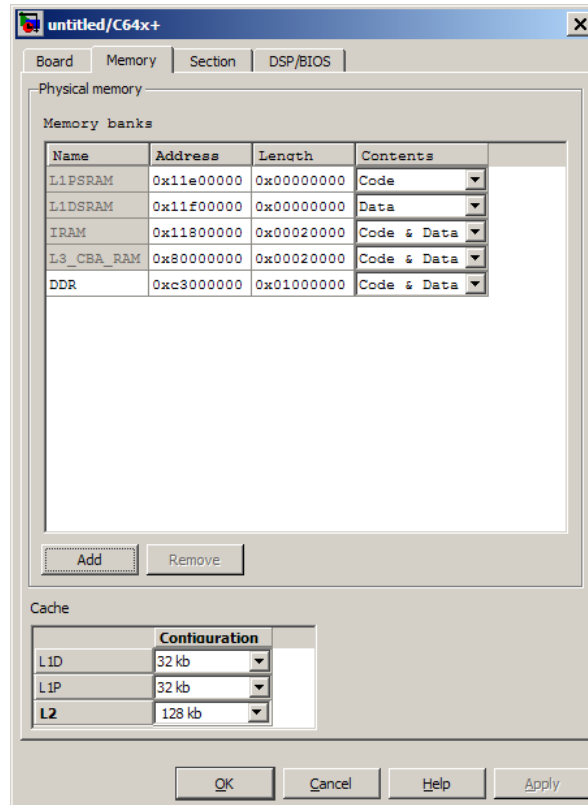 untitled/C64x+
Board Memory Section DSP/BIOS
Physical memory
Memory banks
Name Address Length Contents
L1PSRAM 0x11e00000 0x00000000 Code
L1DSRAM 0x11f00000 0x00000000 Data
IRAM 0x11800000 0x00020000 Code & Data
L3_CBA_RAM 0x80000000 0x00020000 Code & Data
DDR 0xc3000000 0x01000000 Code & Data
Add Remove
Cache
Configuration
L1D 32 kb
L1P 32 kb
L2 128 kb
OK Cancel Help Apply